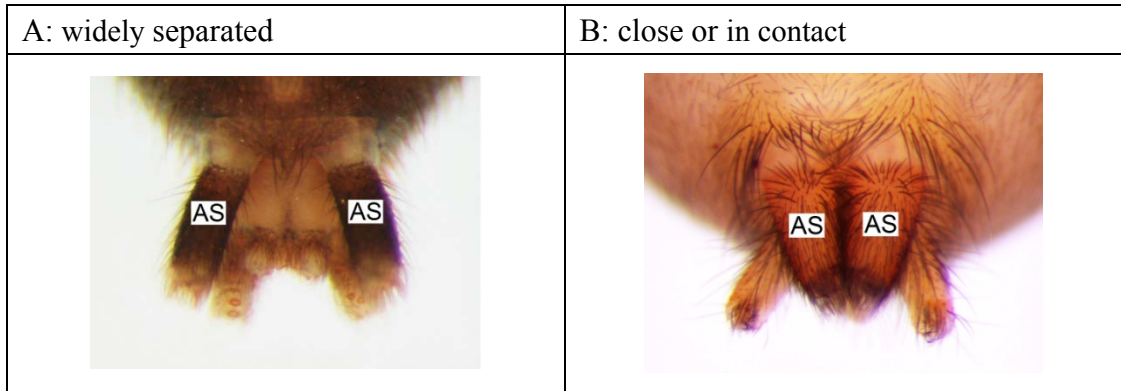 A: widely separated
B: close or in contact
AS
AS
AS
AS